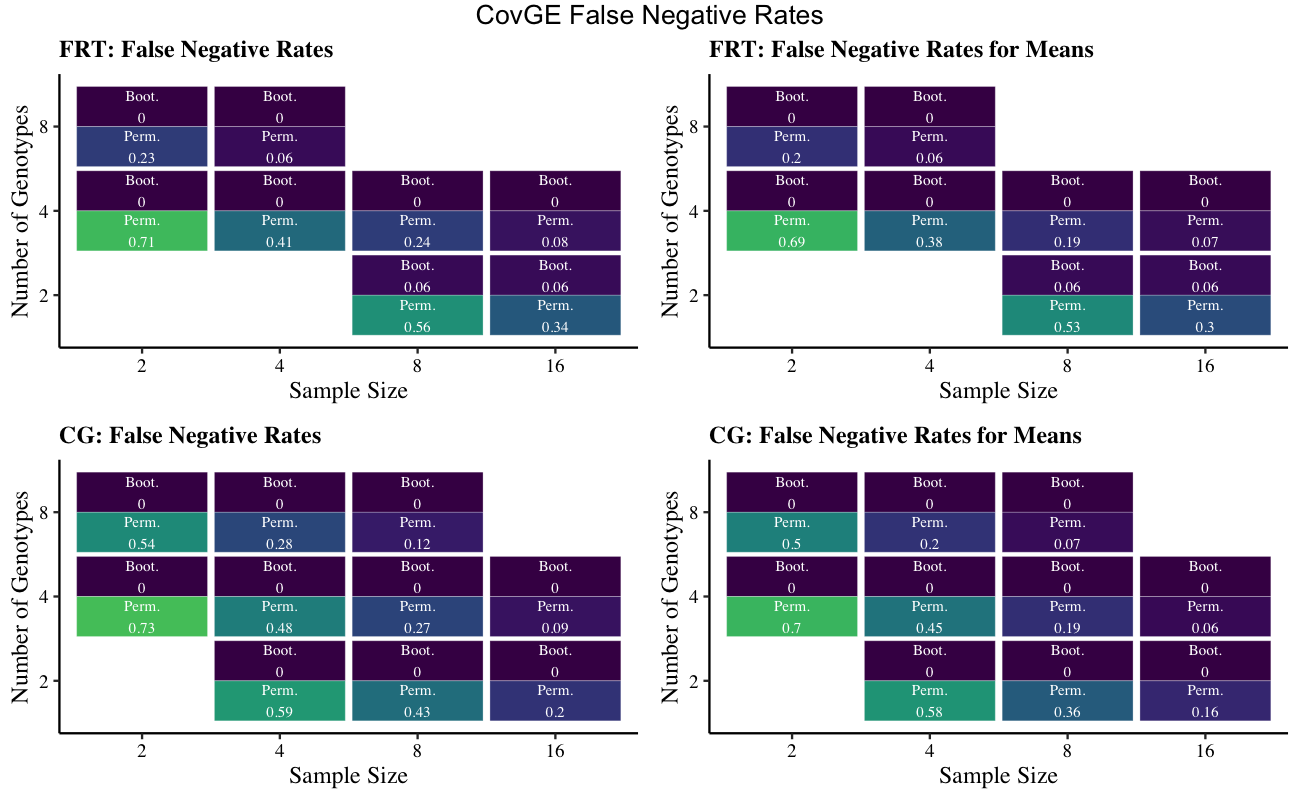 CovGE False Negative Rates
FRT: False Negative Rates
Number of Genotypes
8
4
2
Boot. Boot.
0 0
Perm. Perm.
0.23 0.06
Boot. Boot. Boot. Boot.
0 0 0 0
Perm. Perm. Perm. Perm.
0.71 0.41 0.24 0.08
Boot. Boot.
0.06 0.06
Perm. Perm.
0.56 0.34
2 4 8 16
Sample Size
FRT: False Negative Rates for Means
Number of Genotypes
8
4
2
Boot. Boot.
0 0
Perm. Perm.
0.2 0.06
Boot. Boot. Boot. Boot.
0 0 0 0
Perm. Perm. Perm. Perm.
0.69 0.38 0.19 0.07
Boot. Boot.
0.06 0.06
Perm. Perm.
0.53 0.3
2 4 8 16
Sample Size
CG: False Negative Rates
Number of Genotypes
8
4
2
Boot. Boot. Boot.
0 0 0
Perm. Perm. Perm.
0.54 0.28 0.12
Boot. Boot. Boot. Boot.
0 0 0 0
Perm. Perm. Perm. Perm.
0.73 0.48 0.27 0.09
Boot. Boot. Boot.
0 0 0
Perm. Perm. Perm.
0.59 0.43 0.2
2 4 8 16
Sample Size
CG: False Negative Rates for Means
Number of Genotypes
8
4
2
Boot. Boot. Boot.
0 0 0
Perm. Perm. Perm.
0.5 0.2 0.07
Boot. Boot. Boot. Boot.
0 0 0 0
Perm. Perm. Perm. Perm.
0.7 0.45 0.19 0.06
Boot. Boot. Boot.
0 0 0
Perm. Perm. Perm.
0.58 0.36 0.16
2 4 8 16
Sample Size